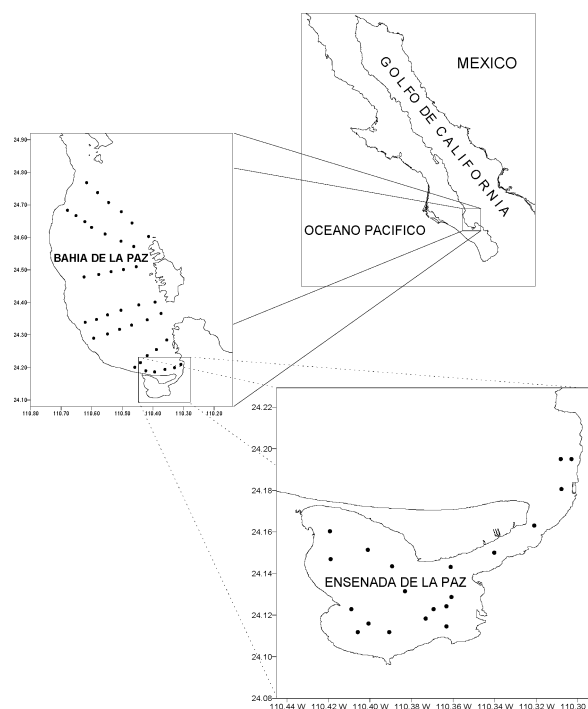 MEXICO
GOLFO DE CALIFORNIA
OCEANO PACIFICO
24.90
24.80
24.70
24.60
24.50
24.40
24.30
24.20
24.10
BAHIA DE LA PAZ
110.80 110.70 110.60 110.50 110.40 110.30 110.20
24.22
24.20
24.18
24.16
24.14
24.12
24.10
24.08
ENSENADA DE LA PAZ
110.44 W 110.42 W 110.40 W 110.38 W 110.36 W 110.34 W 110.32 W 110.30